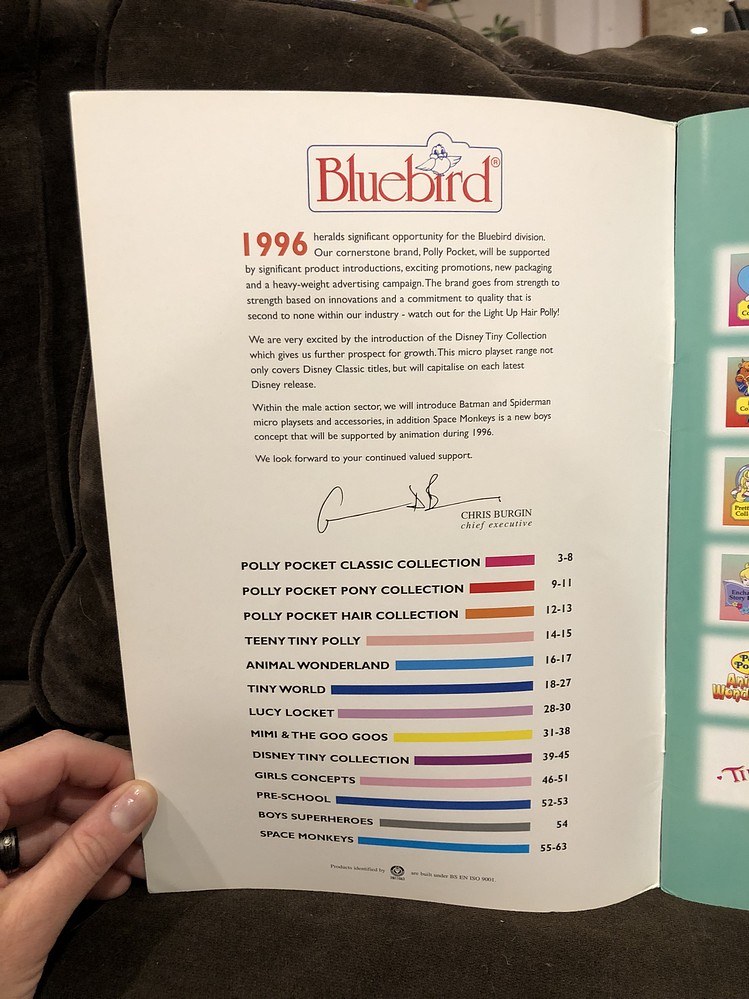 Bluebird®
1996 heralds significant opportunity for the Bluebird division.
Our cornerstone brand, Polly Pocket, will be supported
by significant product introductions, exciting promotions, new packaging
and a heavy-weight advertising campaign. The brand goes from strength to
strength based on innovations and a commitment to quality that is
second to none within our industry - watch out for the Light Up Hair Polly!
We are very excited by the introduction of the Disney Tiny Collection
which gives us further prospect for growth. This micro playset range not
only covers Disney Classic titles, but will capitalise on each latest
Disney release.
Within the male action sector, we will introduce Batman and Spiderman
micro playsets and accessories, in addition Space Monkeys is a new boys
concept that will be supported by animation during 1996.
We look forward to your continued valued support.
CHRIS BURGIN
chief executive
POLLY POCKET CLASSIC COLLECTION 3-8
POLLY POCKET PONY COLLECTION 9-11
POLLY POCKET HAIR COLLECTION 12-13
TEENY TINY POLLY 14-15
ANIMAL WONDERLAND 16-17
TINY WORLD 18-27
LUCY LOCKET 28-30
MIMI & THE GOO GOOS 31-38
DISNEY TINY COLLECTION 39-45
GIRLS CONCEPTS 46-51
PRE-SCHOOL 52-53
BOYS SUPERHEROES 54
SPACE MONKEYS 55-63
Products identified by are built under BS EN ISO 9001.